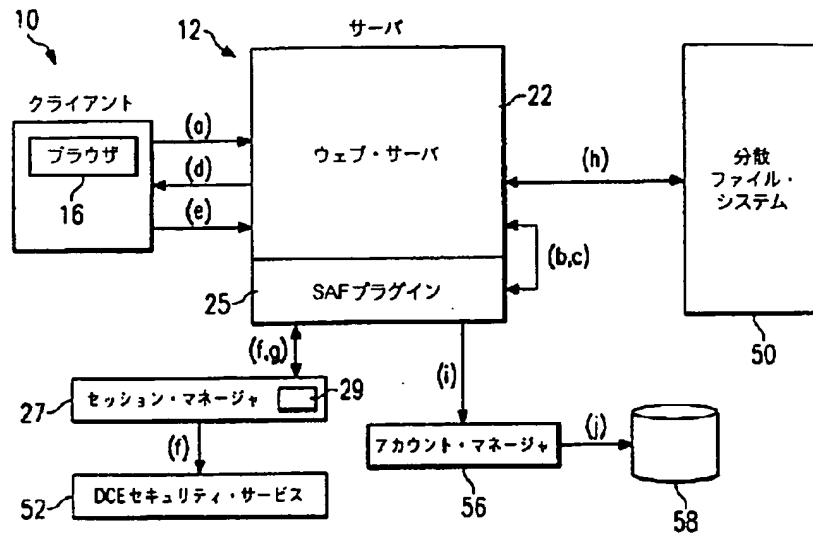 10
12
サーバ
クライアント
ブラウザ
16
(a)
(d)
(e)
22
ウェブ・サーバ
(h)
分散
ファイル・
システム
(b,c)
25
SAFプラグイン
50
(f,g)
(i)
27
セッション・マネージャ
29
(f)
アカウント・マネージャ
(j)
56
58
52
DCEセキュリティ・サービス